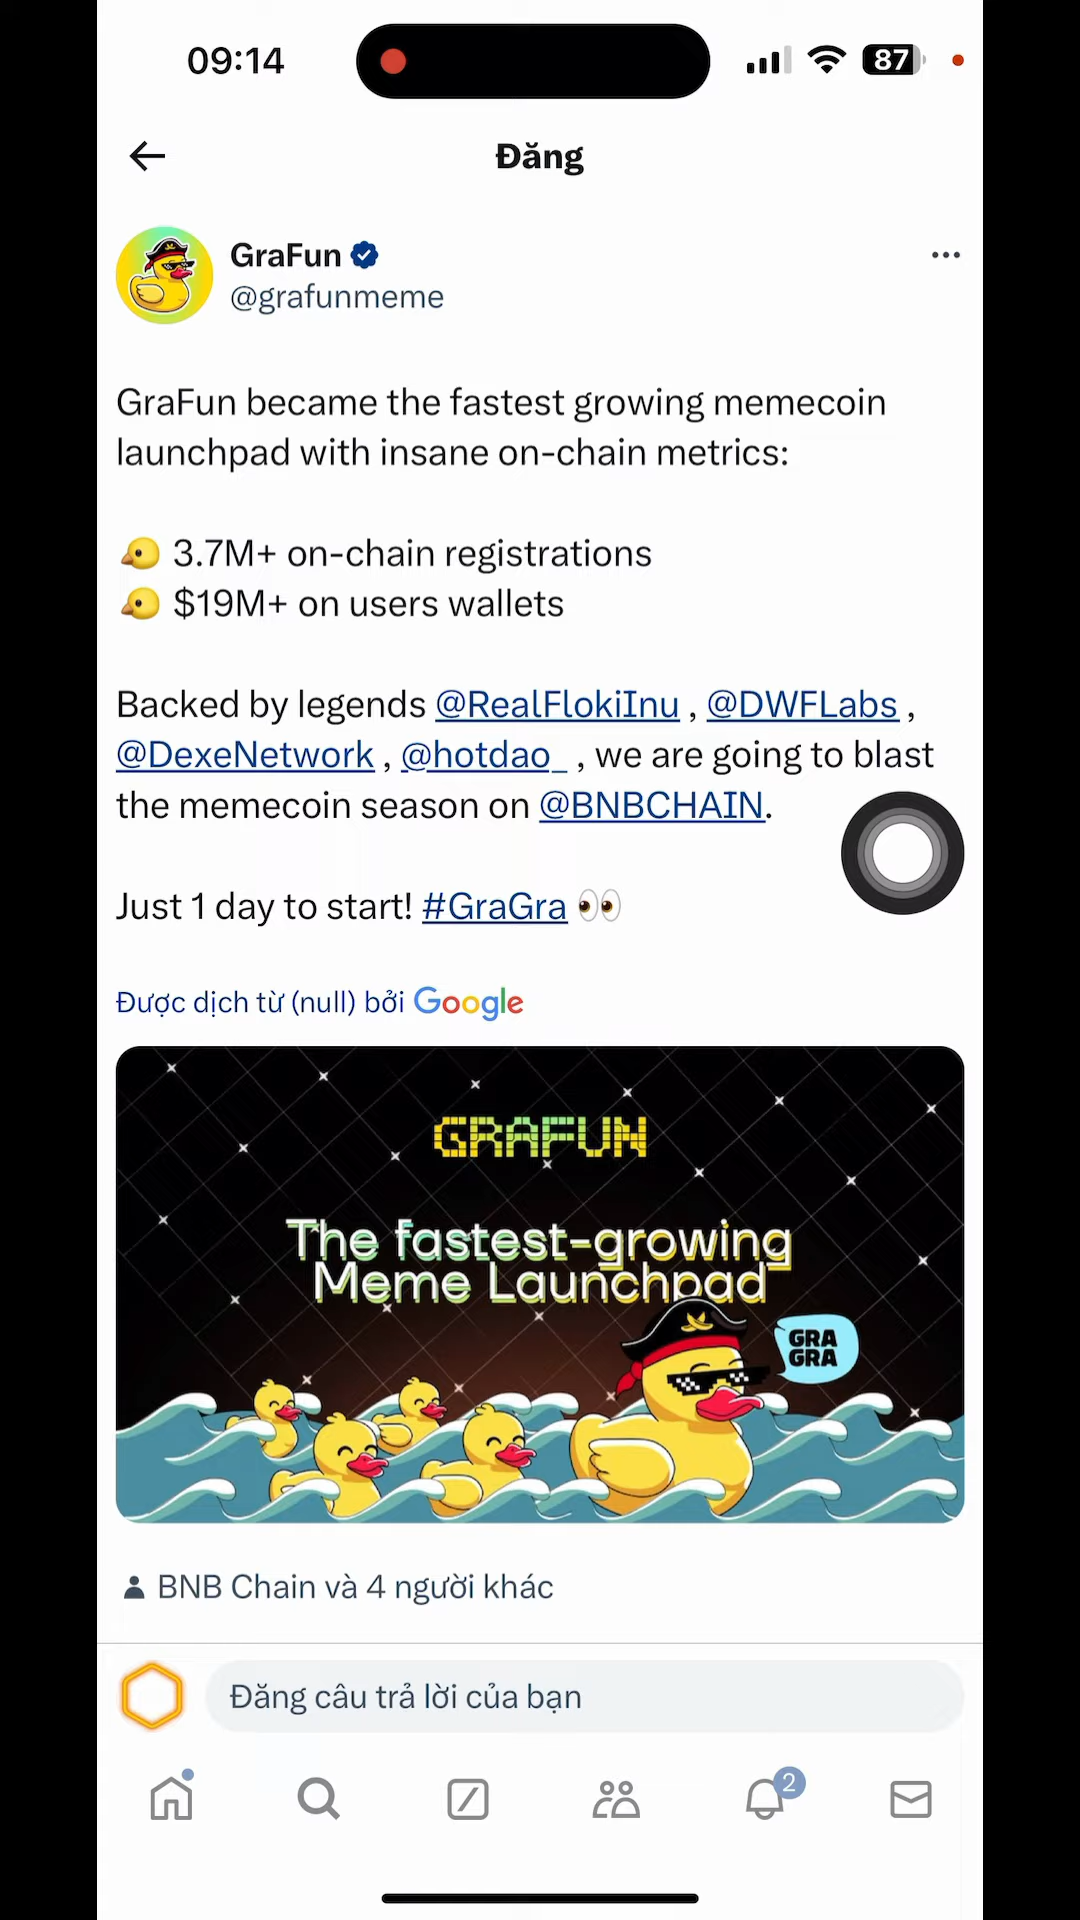 09:14
87
Đăng
GraFun
@grafunmeme
GraFun became the fastest growing memecoin
launchpad with insane on-chain metrics:
3.7M+ on-chain registrations
$19M+ on users wallets
Backed by legends @RealFlokiInu , @DWFLabs ,
@DexeNetwork , @hotdao_ , we are going to blast
the memecoin season on @BNBCHAIN.
Just 1 day to start! #GraGra 👀
Được dịch từ (null) bởi Google
GRAFUN
The fastest-growing
Meme Launchpad
GRA
GRA
BNB Chain và 4 người khác
Đăng câu trả lời của bạn
2